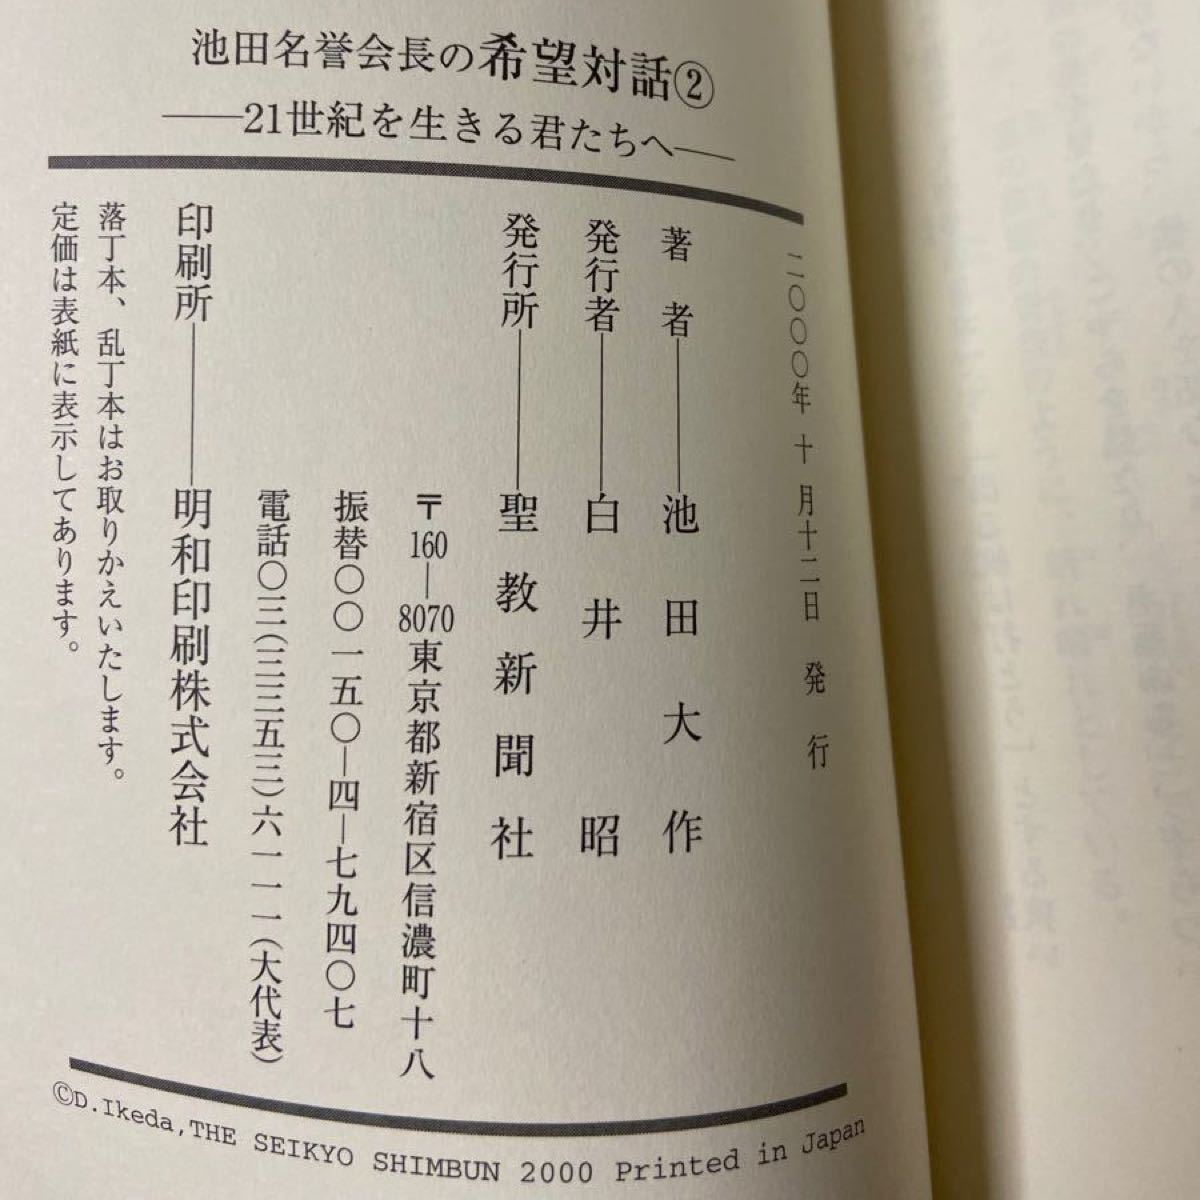 池田名誉会長の希望対話②
――21世紀を生きる君たちへ――
二〇〇〇年 十 月十二日 発 行
著 者――池田大作
発行者――白井 昭
発行所――聖教新聞社
〒160―8070東京都新宿区信濃町十八
振替〇〇一五〇―四―七九四〇七
電話〇三(三三五三)六一一一(大代表)
印刷所――明和印刷株式会社
落丁本、乱丁本はお取りかえいたします。
定価は表紙に表示してあります。
©D.Ikeda,THE SEIKYO SHIMBUN 2000 Printed in Japan